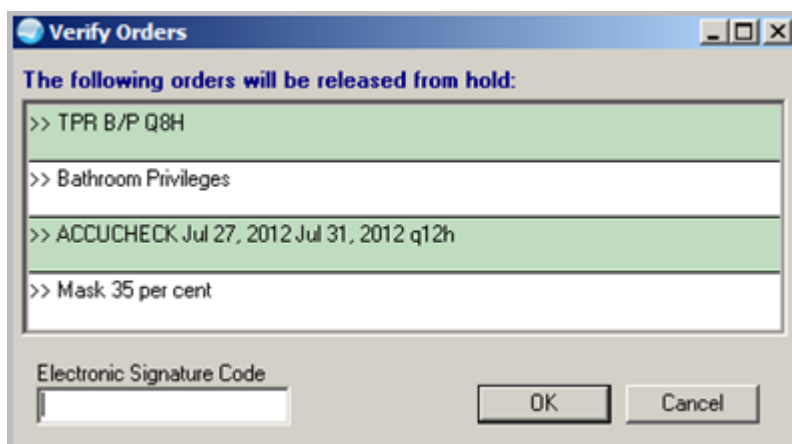 Verify Orders
The following orders will be released from hold:
>> TPR B/P Q8H
>> Bathroom Privileges
>> ACCUCHECK Jul 27, 2012 Jul 31, 2012 q12h
>> Mask 35 per cent
Electronic Signature Code
OK Cancel